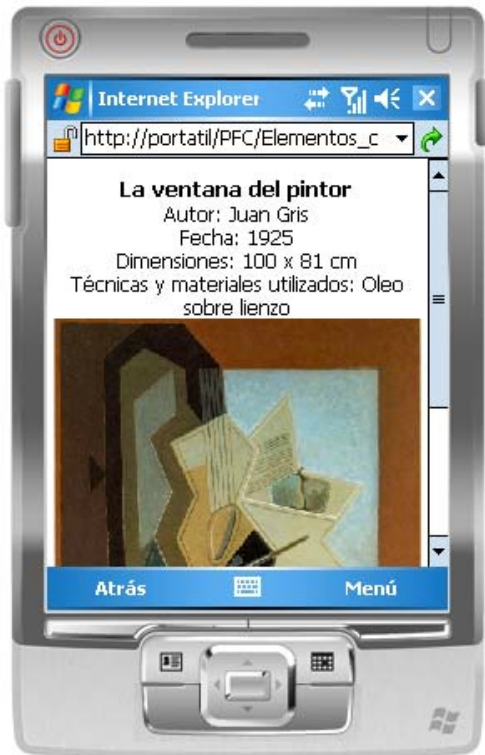 Internet Explorer
http://portatil/PFC/Elementos_c
La ventana del pintor
Autor: Juan Gris
Fecha: 1925
Dimensiones: 100 x 81 cm
Técnicas y materiales utilizados: Oleo
sobre lienzo
Atrás Menú